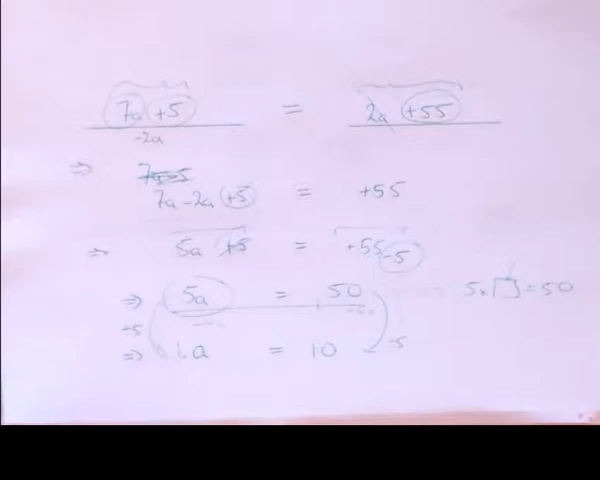 7a +5 = 2a +55
-2a
⇒
7a - 2a +5 = +55
⇒ 5a +5 = +55 -5
⇒ 5a = 50 5 × □ = 50
÷5 ÷5
⇒ 1a = 10